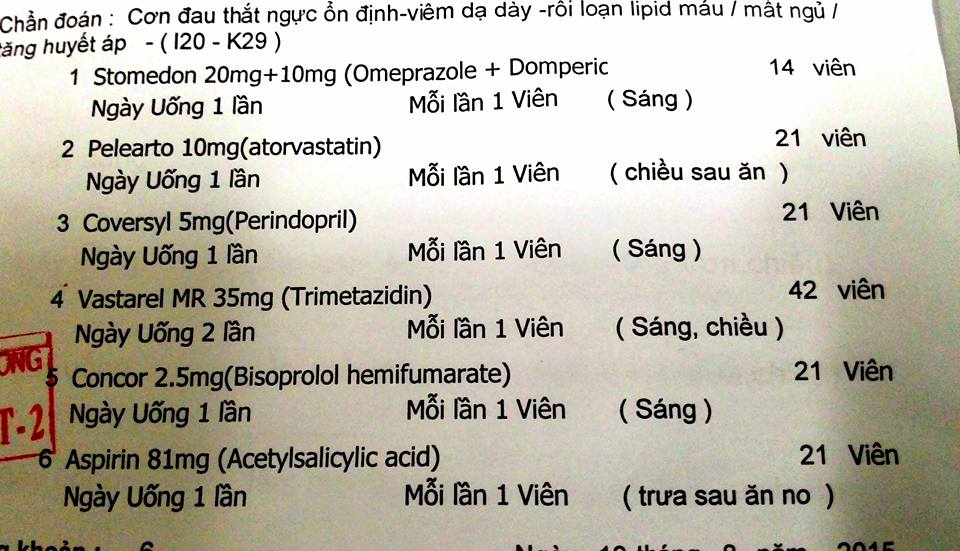 Chẩn đoán : Cơn đau thắt ngực ổn định-viêm dạ dày -rối loạn lipid máu / mất ngủ /
tăng huyết áp - ( I20 - K29 )
1 Stomedon 20mg+10mg (Omeprazole + Domperic 14 viên
Ngày Uống 1 lần Mỗi lần 1 Viên ( Sáng )
2 Pelearto 10mg(atorvastatin) 21 viên
Ngày Uống 1 lần Mỗi lần 1 Viên ( chiều sau ăn )
3 Coversyl 5mg(Perindopril) 21 Viên
Ngày Uống 1 lần Mỗi lần 1 Viên ( Sáng )
4 Vastarel MR 35mg (Trimetazidin) 42 viên
Ngày Uống 2 lần Mỗi lần 1 Viên ( Sáng, chiều )
ONG
5 Concor 2.5mg(Bisoprolol hemifumarate) 21 Viên
T-2
Ngày Uống 1 lần Mỗi lần 1 Viên ( Sáng )
6 Aspirin 81mg (Acetylsalicylic acid) 21 Viên
Ngày Uống 1 lần Mỗi lần 1 Viên ( trưa sau ăn no )
khoản : 6 Ngày tháng năm 2015